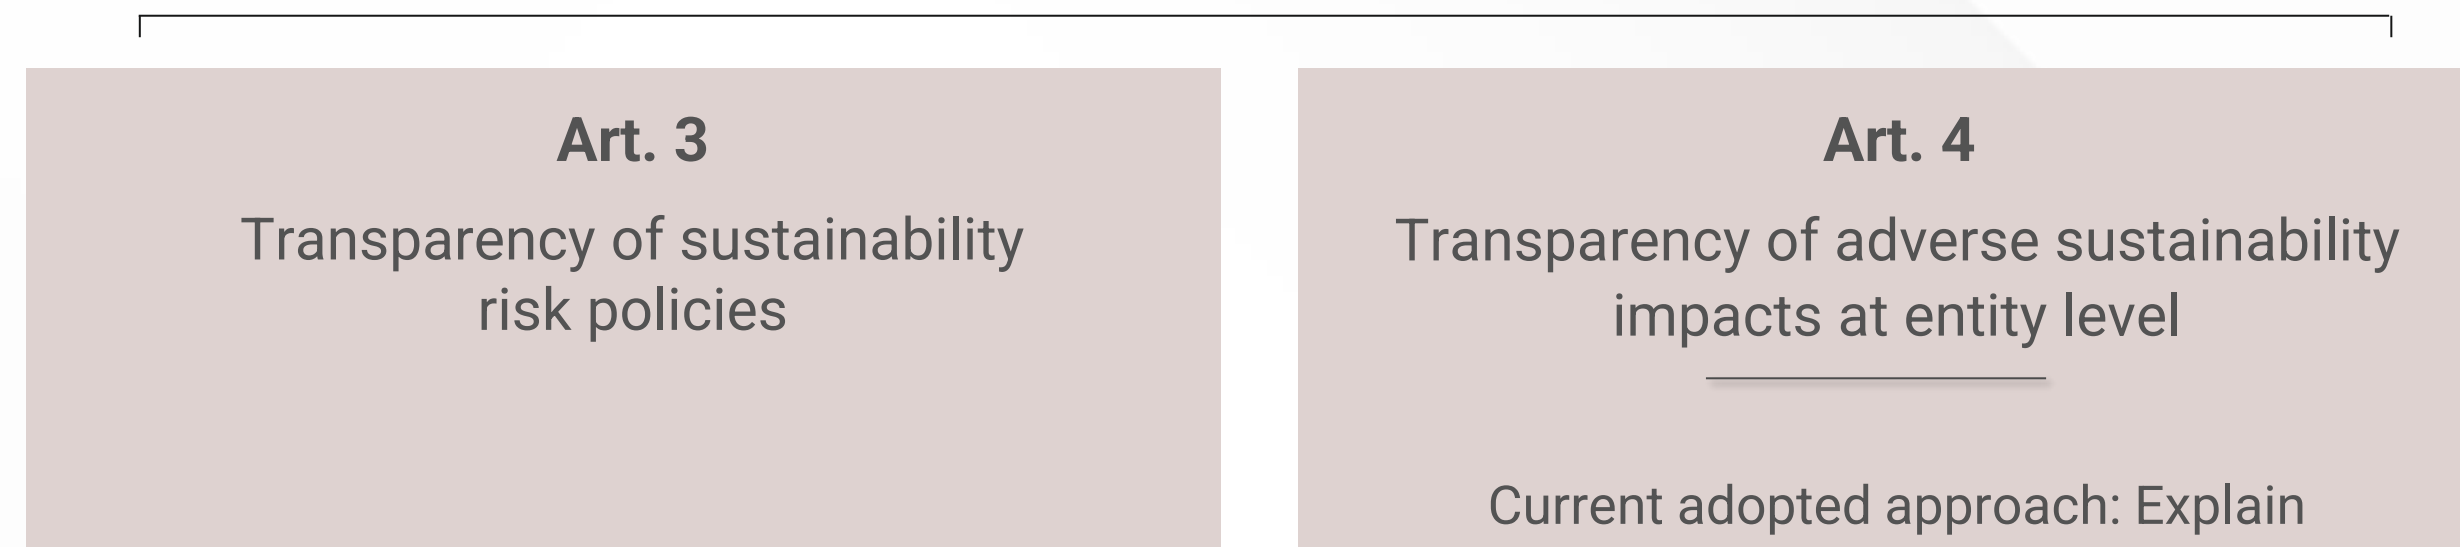 Art. 3
Transparency of sustainability
risk policies
Art. 4
Transparency of adverse sustainability
impacts at entity level
Current adopted approach: Explain